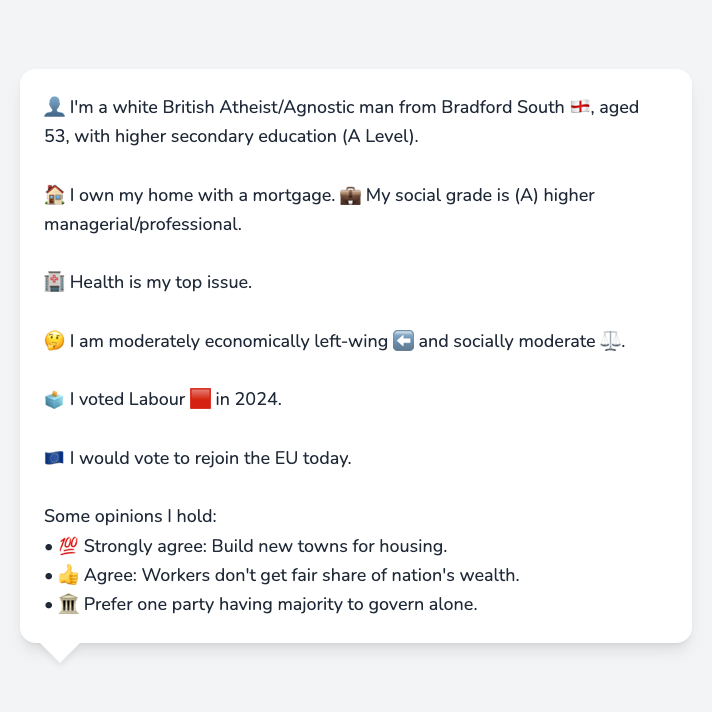 👤 I'm a white British Atheist/Agnostic man from Bradford South 🏴󠁧󠁢󠁥󠁮󠁧󠁿, aged
53, with higher secondary education (A Level).
🏠 I own my home with a mortgage. 💼 My social grade is (A) higher
managerial/professional.
🏥 Health is my top issue.
🤔 I am moderately economically left-wing ⬅️ and socially moderate ⚖️.
🗳️ I voted Labour 🟥 in 2024.
🇪🇺 I would vote to rejoin the EU today.
Some opinions I hold:
• 💯 Strongly agree: Build new towns for housing.
• 👍 Agree: Workers don't get fair share of nation's wealth.
• 🏛️ Prefer one party having majority to govern alone.